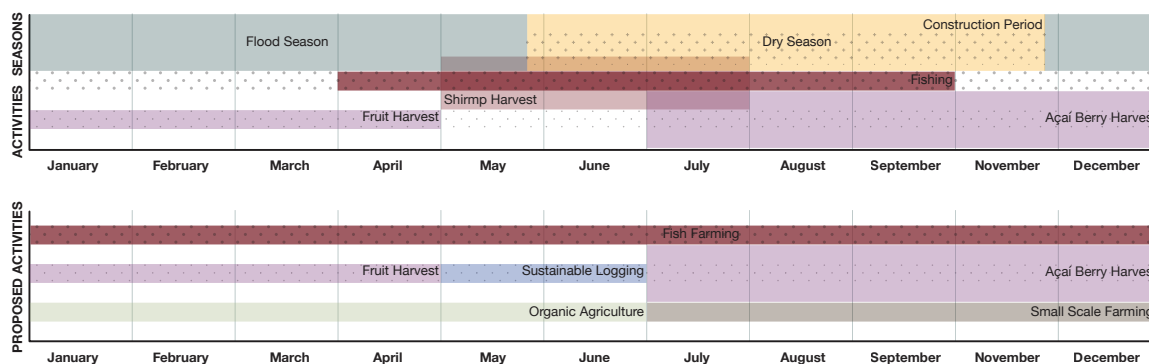 SEASONS
ACTIVITIES
Construction Period
Flood Season
Dry Season
Fishing
Shirmp Harvest
Fruit Harvest
Açaí Berry Harves
January February March April May June July August September November December
PROPOSED ACTIVITIES
Fish Farming
Fruit Harvest
Sustainable Logging
Açaí Berry Harves
Organic Agriculture
Small Scale Farming
January February March April May June July August September November December